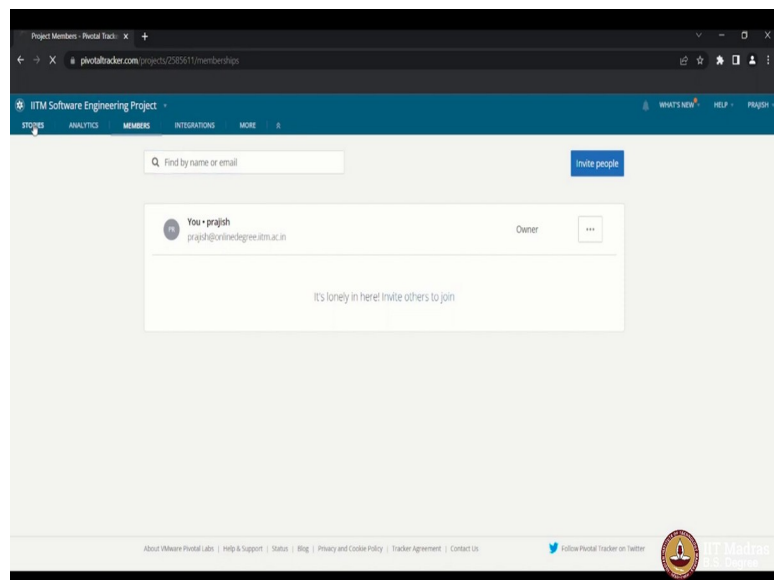 Project Members - Pivotal Track
pivotaltracker.com/projects/2585611/memberships
IITM Software Engineering Project
WHAT'S NEW HELP PRAJISH
STORIES ANALYTICS MEMBERS INTEGRATIONS MORE
Find by name or email
Invite people
PR
You • prajish
prajish@onlinedegree.iitm.ac.in
Owner
It's lonely in here! Invite others to join
About VMware Pivotal Labs | Help & Support | Status | Blog | Privacy and Cookie Policy | Tracker Agreement | Contact Us
Follow Pivotal Tracker on Twitter
IIT Madras
B.S. Degree